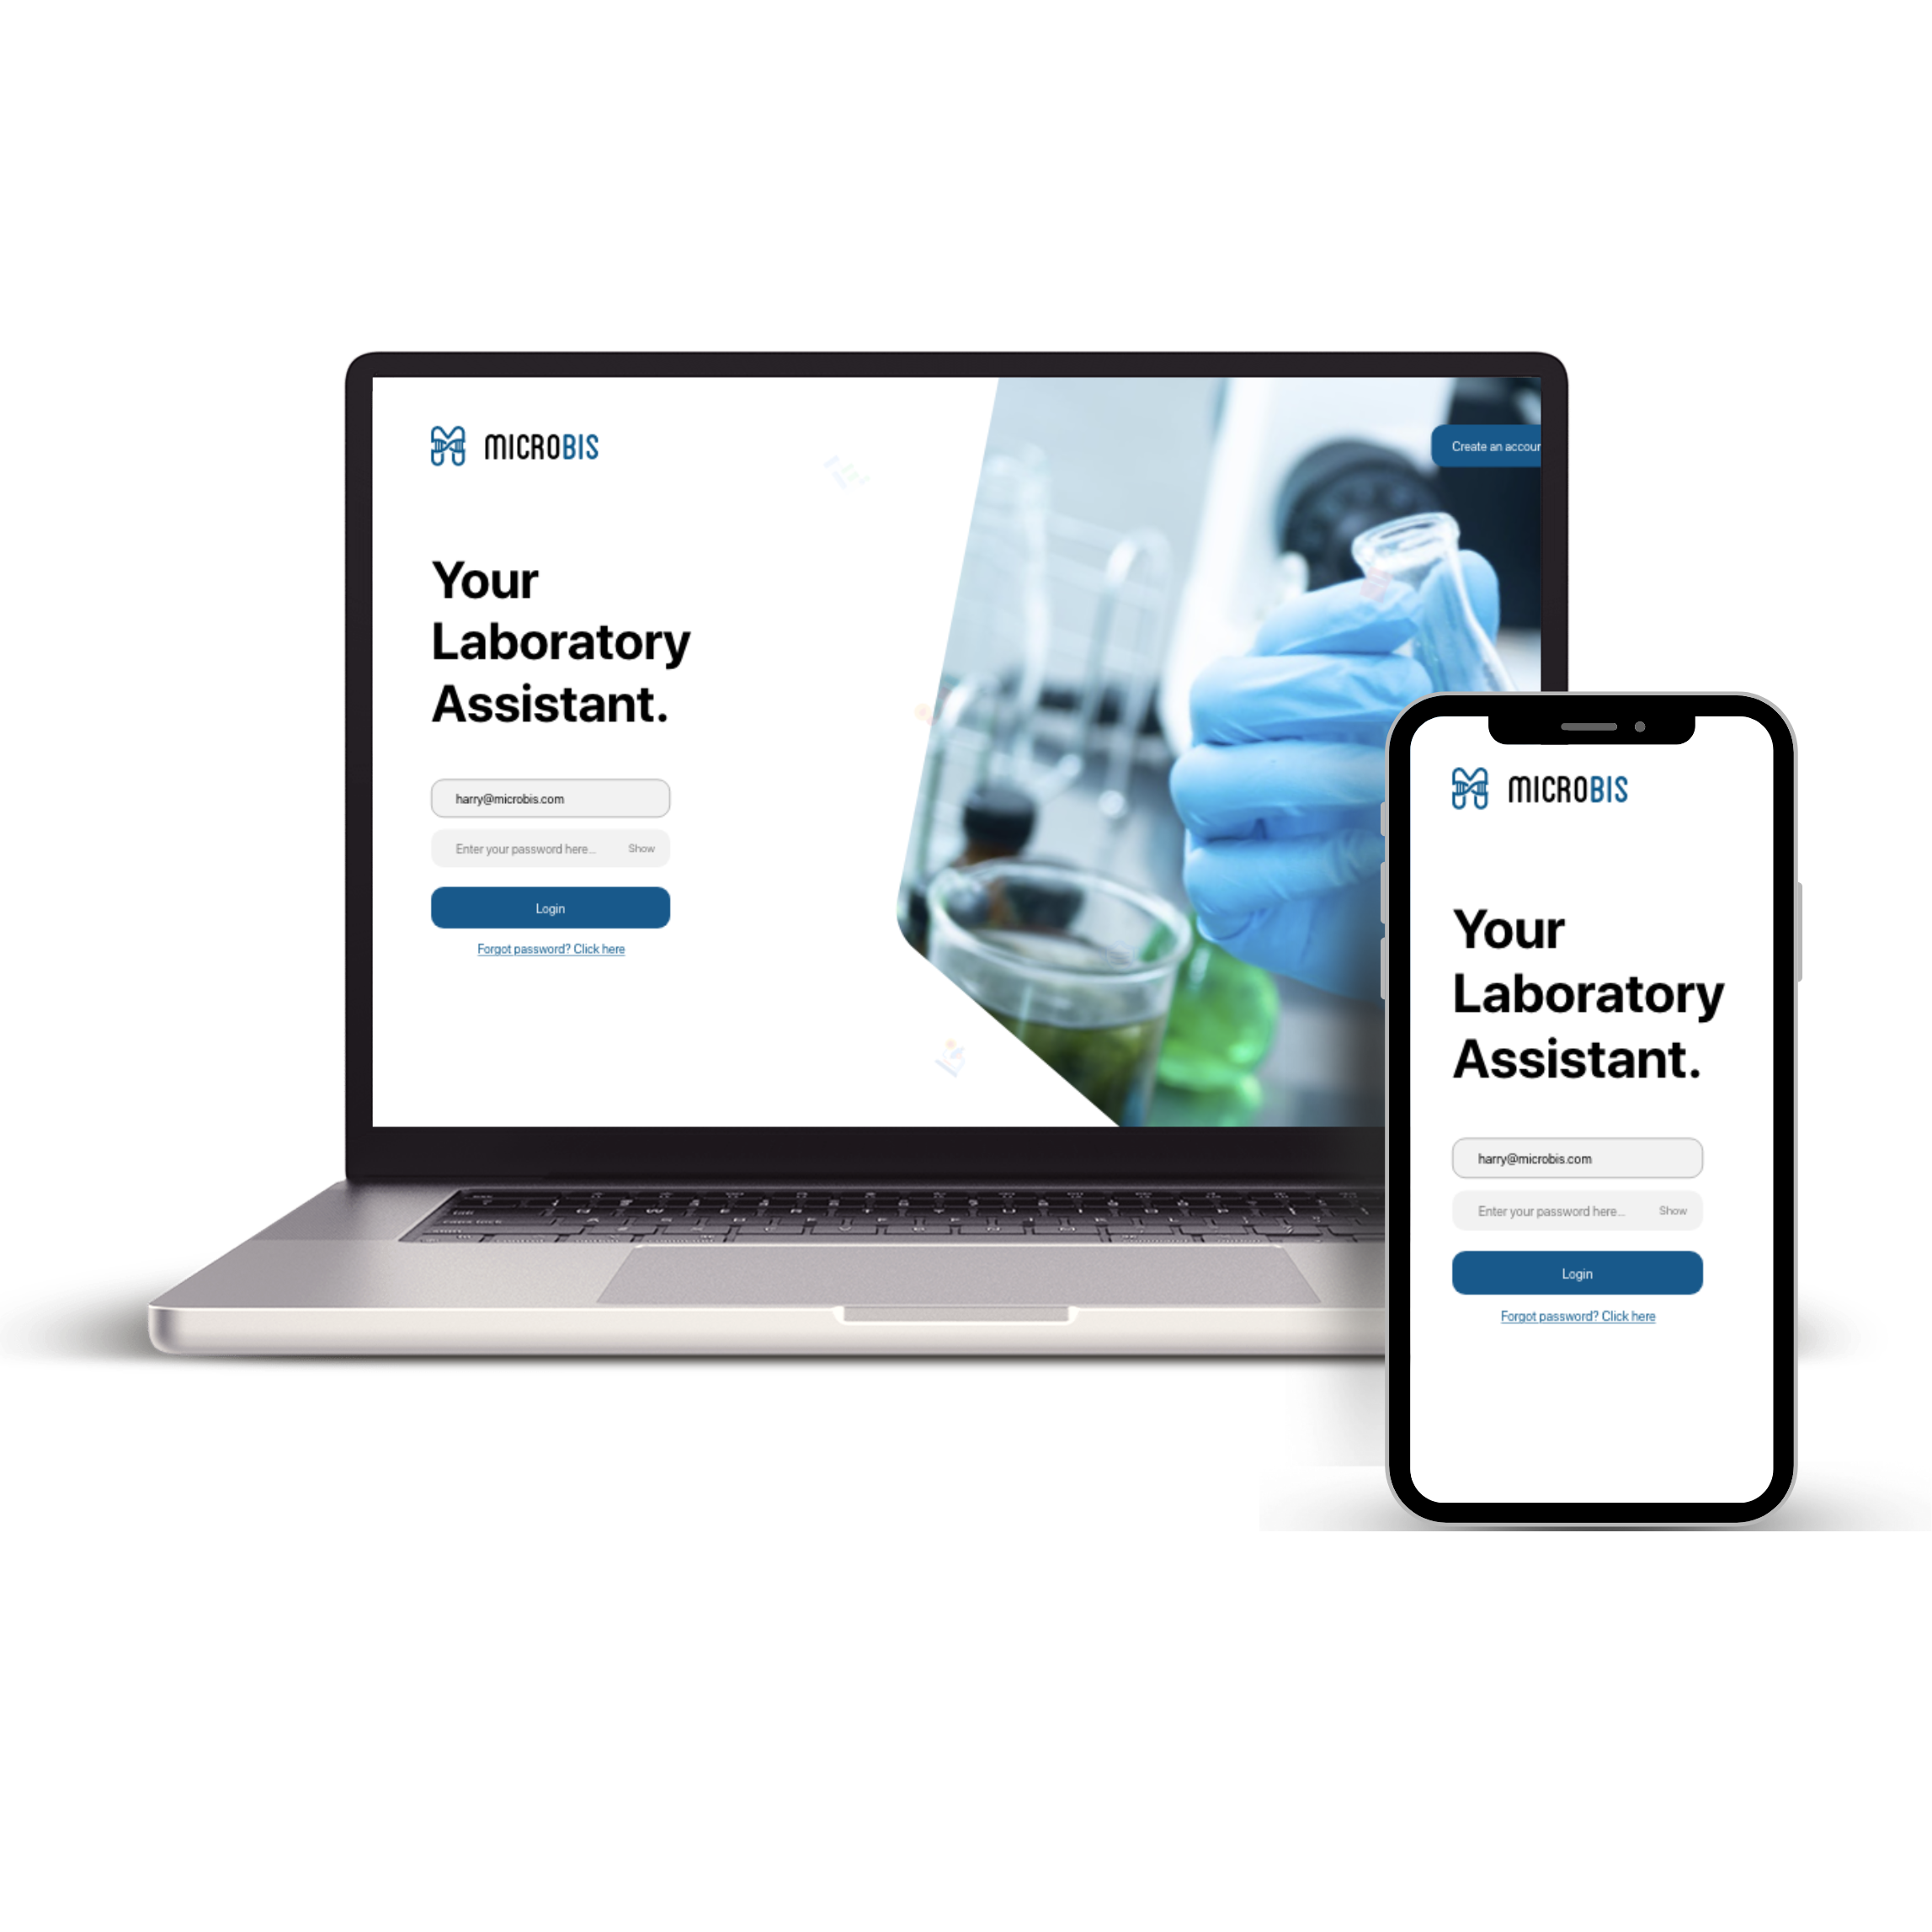 MICROBIS
Create an accour
Your
Laboratory
Assistant.
harry@microbis.com
Enter your password here... Show
Login
Forgot password? Click here
MICROBIS
Your
Laboratory
Assistant.
harry@microbis.com
Enter your password here... Show
Login
Forgot password? Click here